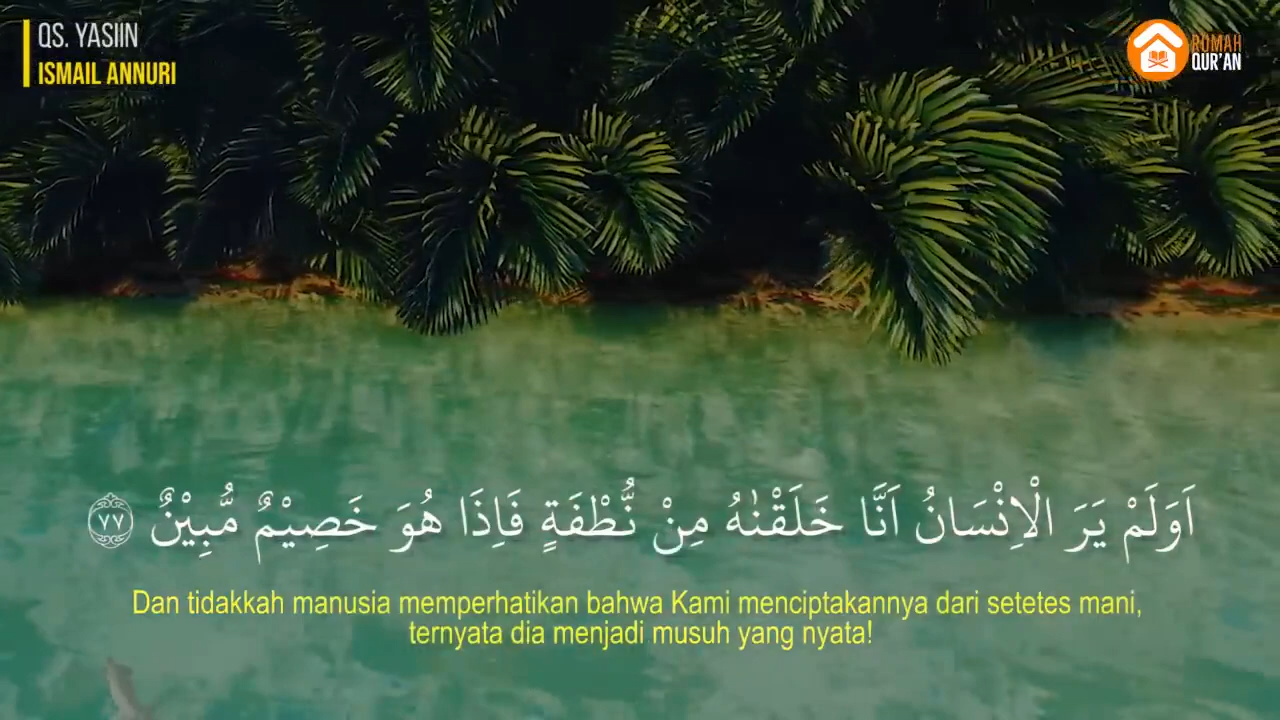 QS. YASIIN
ISMAIL ANNURI
RUMAH
QUR'AN
اَوَلَمْ يَرَ الْاِنْسَانُ اَنَّا خَلَقْنٰهُ مِنْ نُّطْفَةٍ فَاِذَا هُوَ خَصِيْمٌ مُّبِيْنٌ ٧٧
Dan tidakkah manusia memperhatikan bahwa Kami menciptakannya dari setetes mani,
ternyata dia menjadi musuh yang nyata!